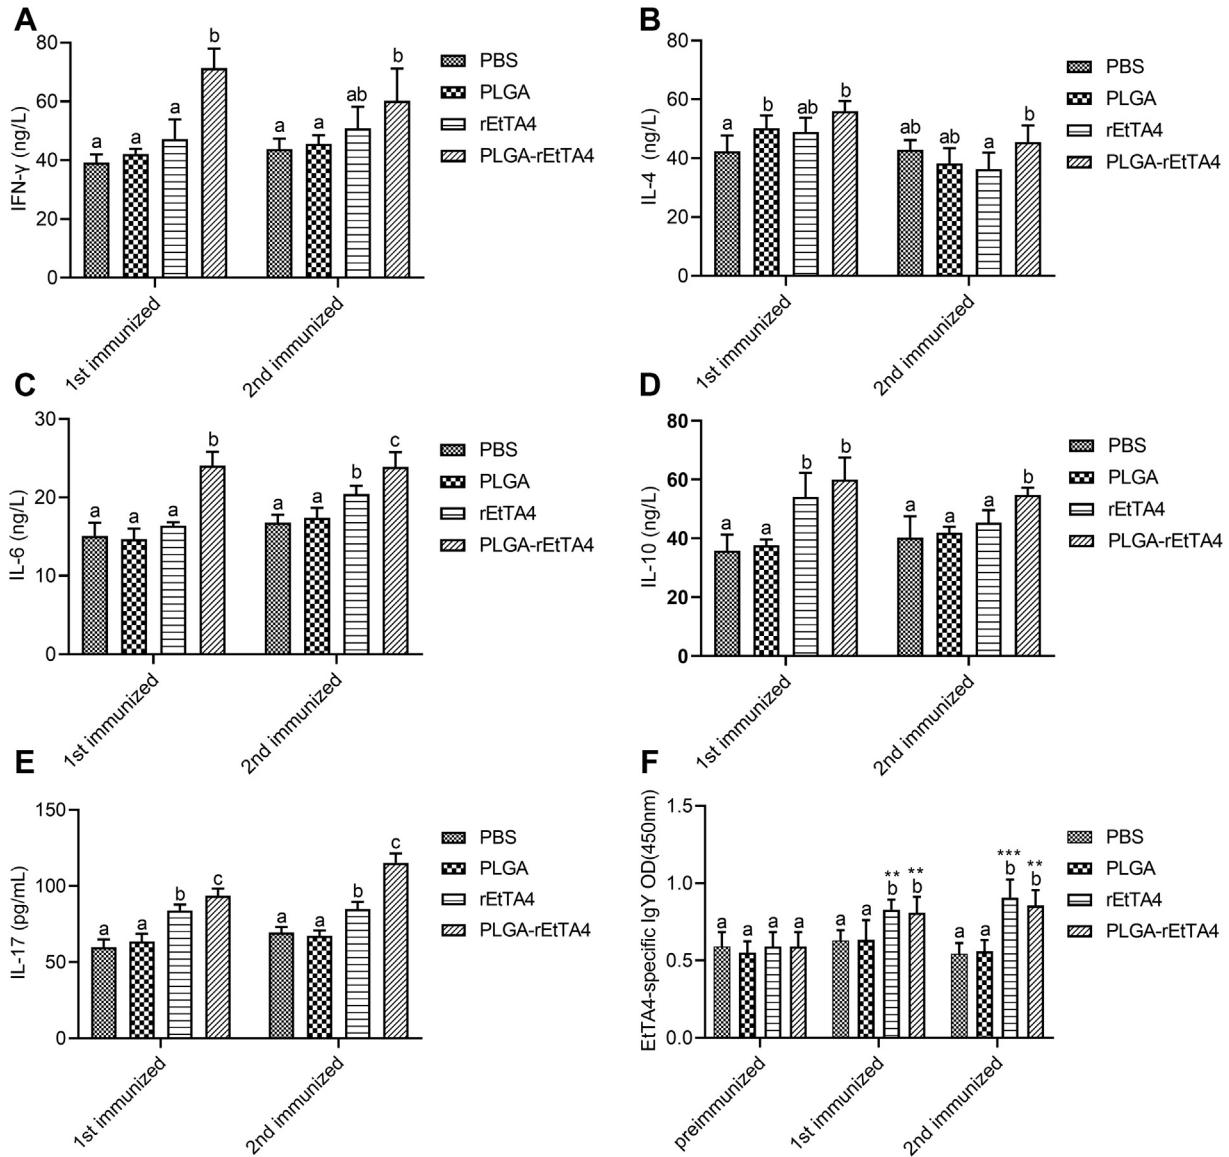 A
IFN-γ (ng/L)
80
60
40
20
0
a
a
a
b
a
a
ab
b
1st immunized
2nd immunized
PBS
PLGA
rEtTA4
PLGA-rEtTA4
B
IL-4 (ng/L)
80
60
40
20
0
a
b
ab
b
ab
ab
a
b
1st immunized
2nd immunized
PBS
PLGA
rEtTA4
PLGA-rEtTA4
C
IL-6 (ng/L)
30
20
10
0
a
a
a
b
a
a
b
c
1st immunized
2nd immunized
PBS
PLGA
rEtTA4
PLGA-rEtTA4
D
IL-10 (ng/L)
80
60
40
20
0
a
a
b
b
a
a
a
b
1st immunized
2nd immunized
PBS
PLGA
rEtTA4
PLGA-rEtTA4
E
IL-17 (pg/mL)
150
100
50
0
a
a
b
c
a
a
b
c
1st immunized
2nd immunized
PBS
PLGA
rEtTA4
PLGA-rEtTA4
F
EtTA4-specific IgY OD(450nm)
1.5
1.0
0.5
0.0
a
a
a
a
a
a
**
b
**
b
a
a
***
b
**
b
preimmunized
1st immunized
2nd immunized
PBS
PLGA
rEtTA4
PLGA-rEtTA4